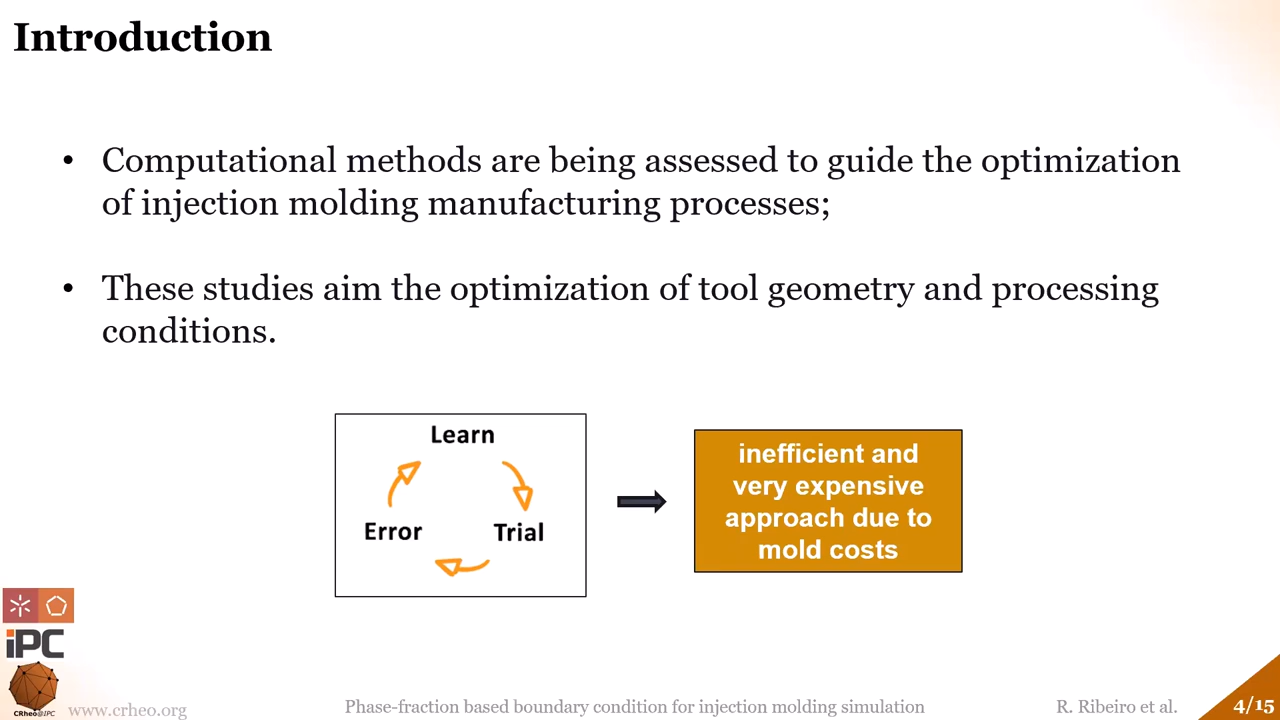 Introduction
• Computational methods are being assessed to guide the optimization
of injection molding manufacturing processes;
• These studies aim the optimization of tool geometry and processing
conditions.
Learn
Error
Trial
inefficient and
very expensive
approach due to
mold costs
iPC
CRheo@IPC
www.crheo.org
Phase-fraction based boundary condition for injection molding simulation
R. Ribeiro et al.
4/15